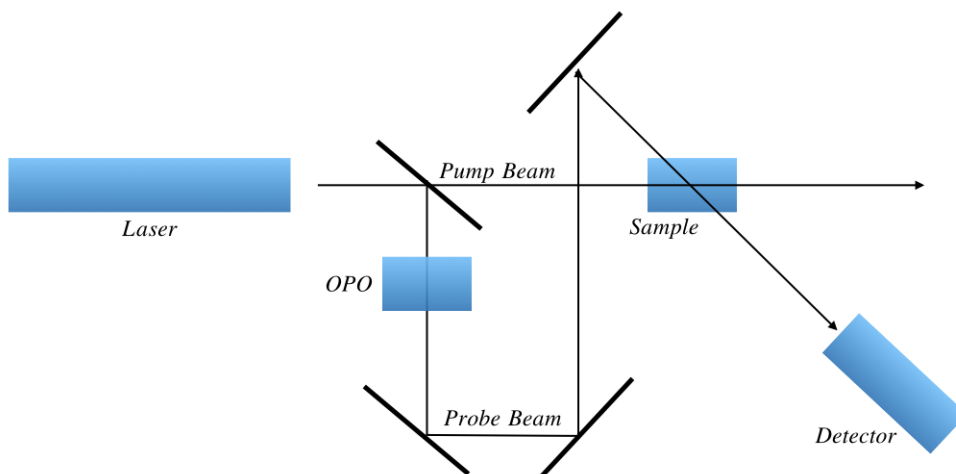 Pump Beam
Laser
Sample
OPO
Probe Beam
Detector